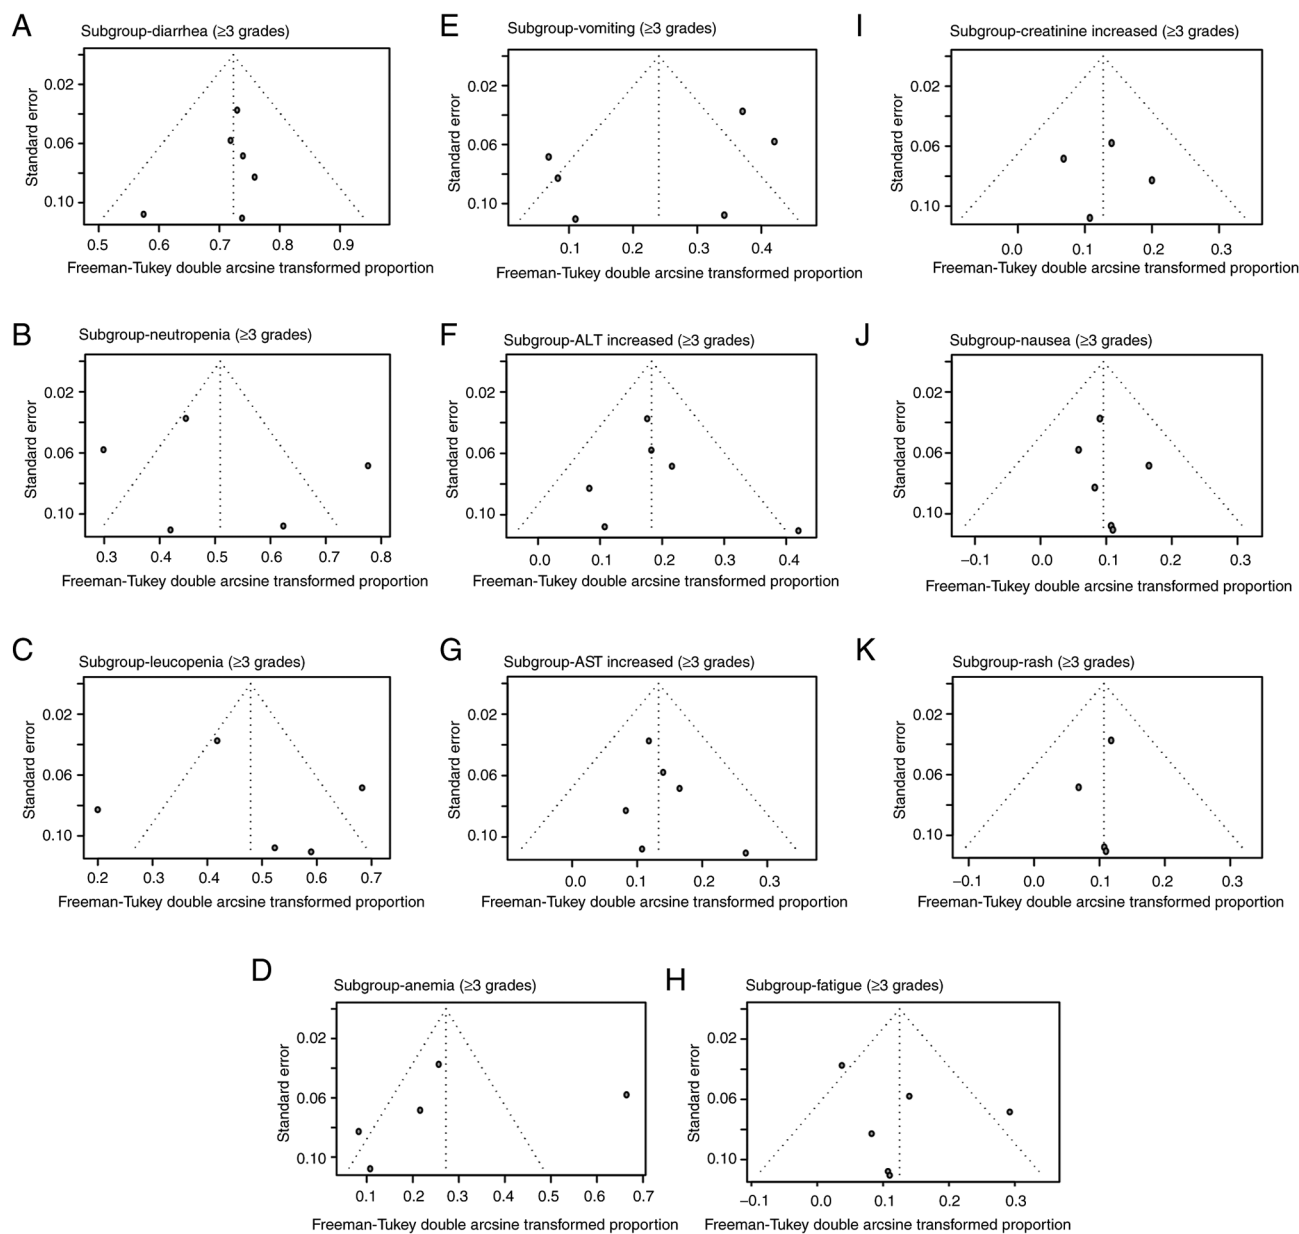 A
Subgroup-diarrhea (≥3 grades)
Standard error
0.02
0.06
0.10
0.5 0.6 0.7 0.8 0.9
Freeman-Tukey double arcsine transformed proportion
E
Subgroup-vomiting (≥3 grades)
Standard error
0.02
0.06
0.10
0.1 0.2 0.3 0.4
Freeman-Tukey double arcsine transformed proportion
I
Subgroup-creatinine increased (≥3 grades)
Standard error
0.02
0.06
0.10
0.0 0.1 0.2 0.3
Freeman-Tukey double arcsine transformed proportion
B
Subgroup-neutropenia (≥3 grades)
Standard error
0.02
0.06
0.10
0.3 0.4 0.5 0.6 0.7 0.8
Freeman-Tukey double arcsine transformed proportion
F
Subgroup-ALT increased (≥3 grades)
Standard error
0.02
0.06
0.10
0.0 0.1 0.2 0.3 0.4
Freeman-Tukey double arcsine transformed proportion
J
Subgroup-nausea (≥3 grades)
Standard error
0.02
0.06
0.10
–0.1 0.0 0.1 0.2 0.3
Freeman-Tukey double arcsine transformed proportion
C
Subgroup-leucopenia (≥3 grades)
Standard error
0.02
0.06
0.10
0.2 0.3 0.4 0.5 0.6 0.7
Freeman-Tukey double arcsine transformed proportion
G
Subgroup-AST increased (≥3 grades)
Standard error
0.02
0.06
0.10
0.0 0.1 0.2 0.3
Freeman-Tukey double arcsine transformed proportion
K
Subgroup-rash (≥3 grades)
Standard error
0.02
0.06
0.10
–0.1 0.0 0.1 0.2 0.3
Freeman-Tukey double arcsine transformed proportion
D
Subgroup-anemia (≥3 grades)
Standard error
0.02
0.06
0.10
0.1 0.2 0.3 0.4 0.5 0.6 0.7
Freeman-Tukey double arcsine transformed proportion
H
Subgroup-fatigue (≥3 grades)
Standard error
0.02
0.06
0.10
–0.1 0.0 0.1 0.2 0.3
Freeman-Tukey double arcsine transformed proportion